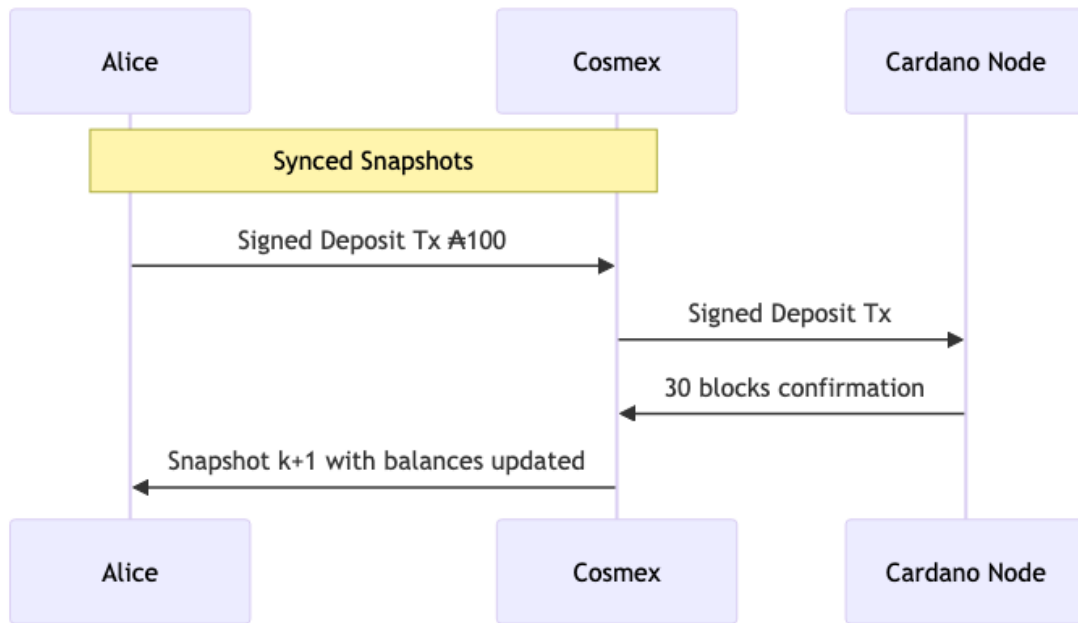 Alice
Cosmex
Cardano Node
Synced Snapshots
Signed Deposit Tx ₳100
Signed Deposit Tx
30 blocks confirmation
Snapshot k+1 with balances updated
Alice
Cosmex
Cardano Node